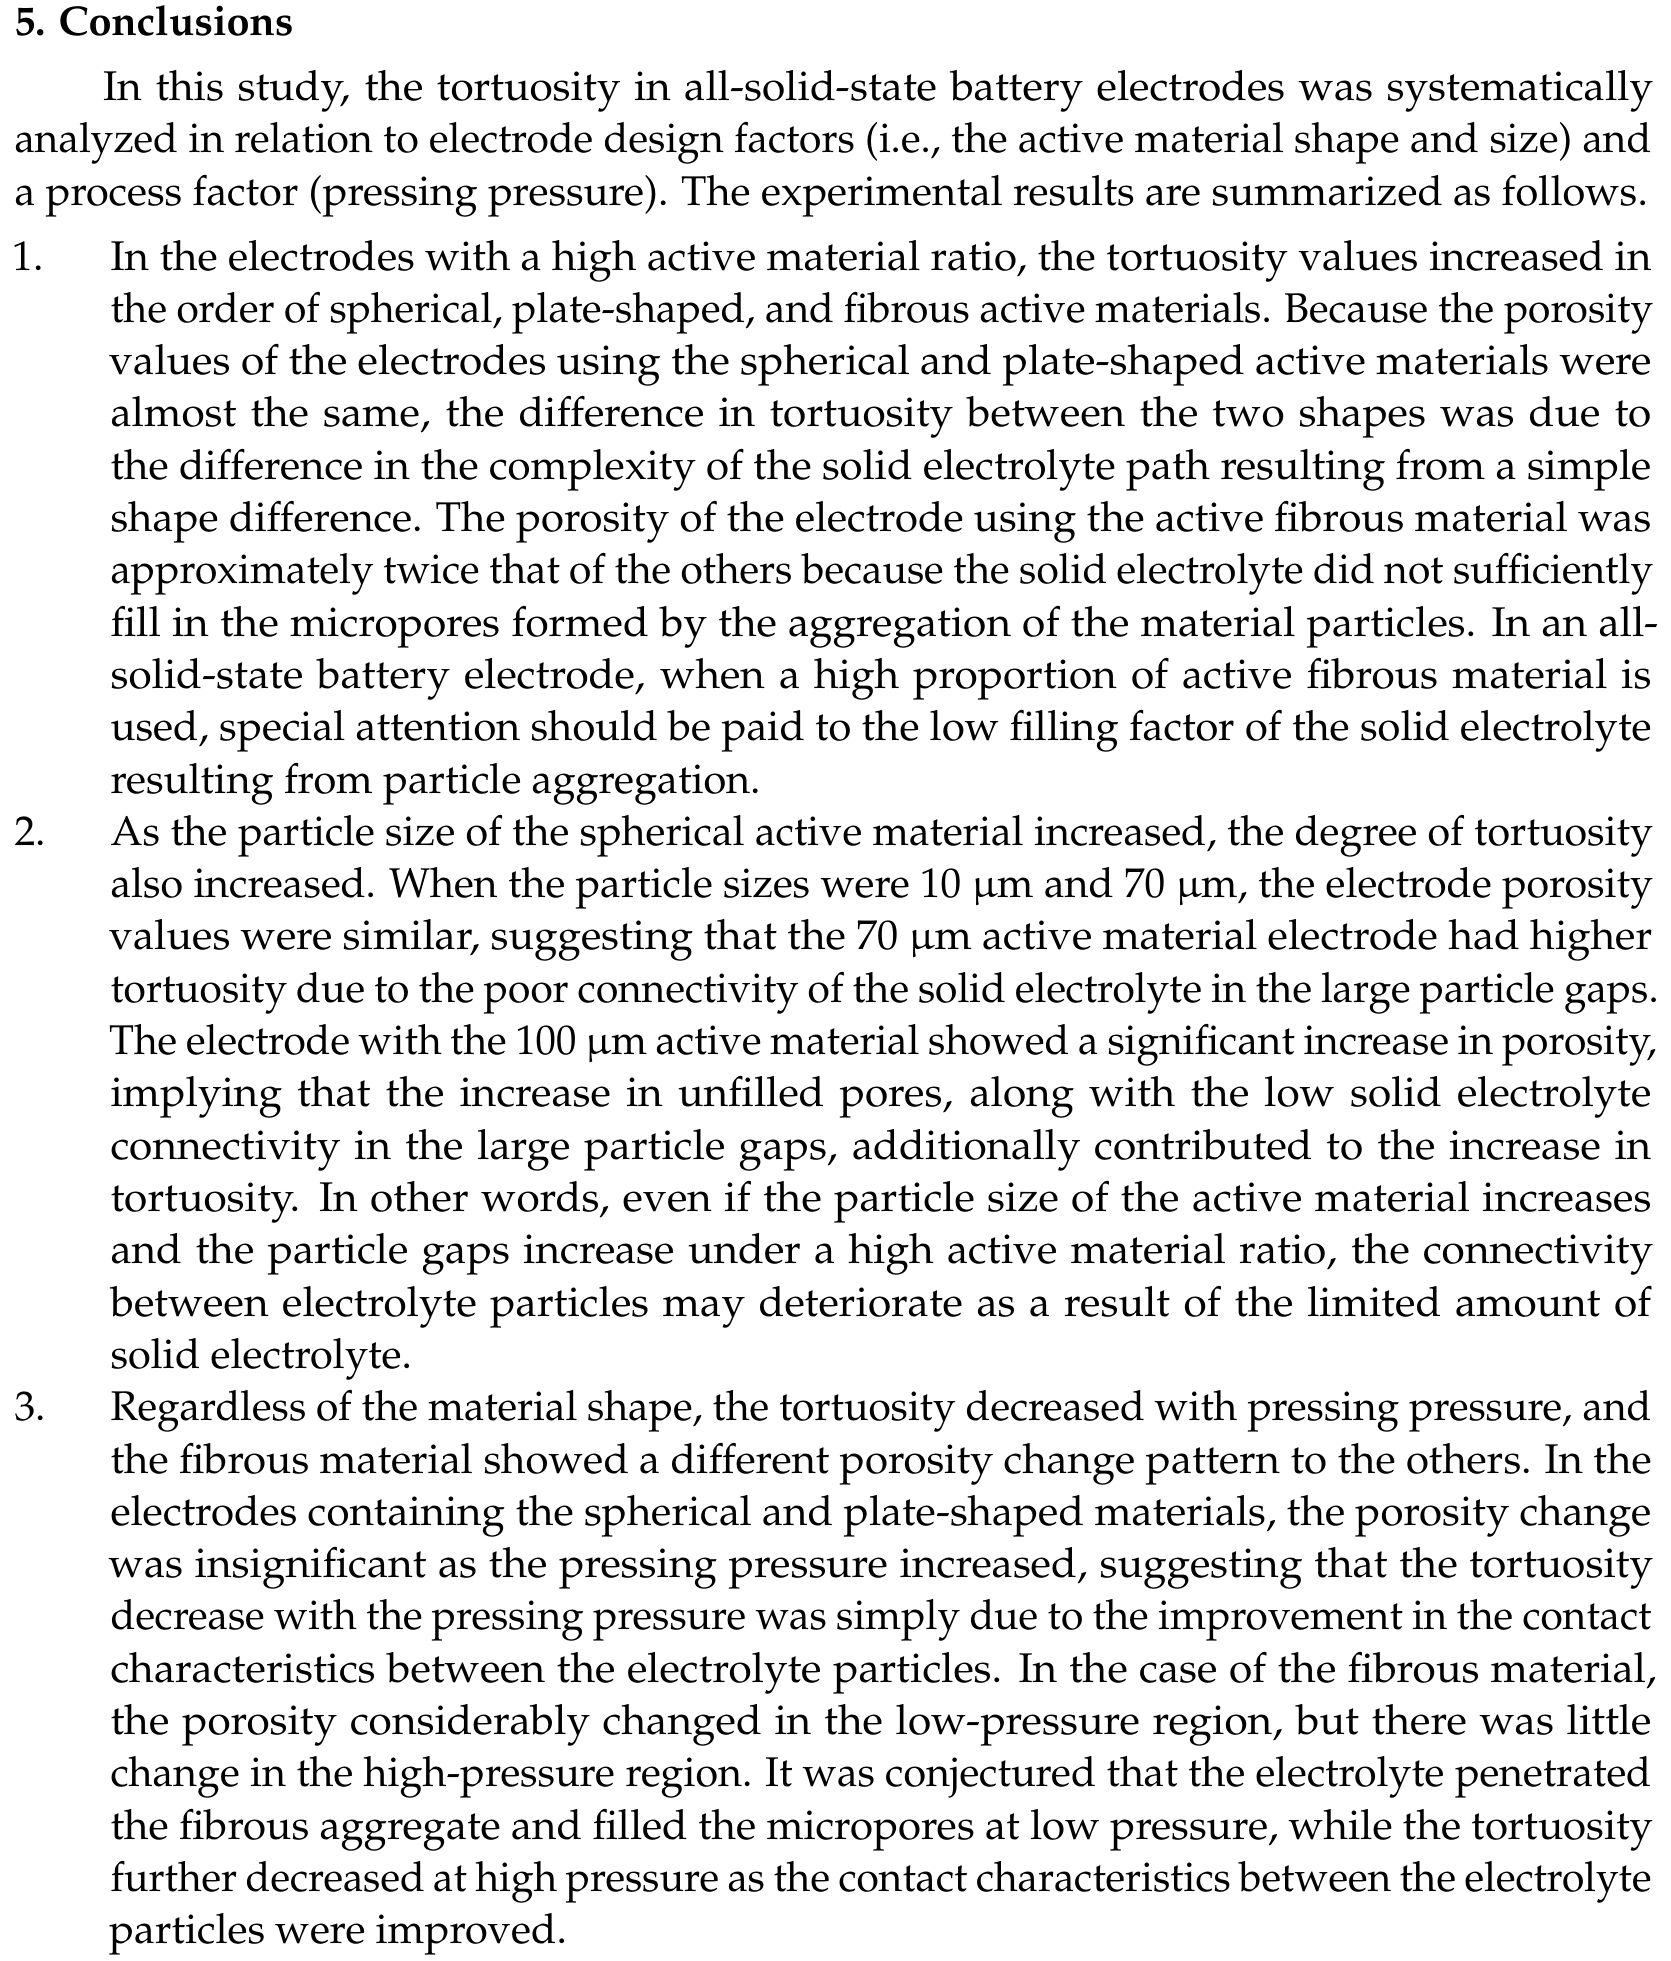 5. Conclusions
In this study, the tortuosity in all-solid-state battery electrodes was systematically
analyzed in relation to electrode design factors (i.e., the active material shape and size) and
a process factor (pressing pressure). The experimental results are summarized as follows.
1. In the electrodes with a high active material ratio, the tortuosity values increased in
the order of spherical, plate-shaped, and fibrous active materials. Because the porosity
values of the electrodes using the spherical and plate-shaped active materials were
almost the same, the difference in tortuosity between the two shapes was due to
the difference in the complexity of the solid electrolyte path resulting from a simple
shape difference. The porosity of the electrode using the active fibrous material was
approximately twice that of the others because the solid electrolyte did not sufficiently
fill in the micropores formed by the aggregation of the material particles. In an all-
solid-state battery electrode, when a high proportion of active fibrous material is
used, special attention should be paid to the low filling factor of the solid electrolyte
resulting from particle aggregation.
2. As the particle size of the spherical active material increased, the degree of tortuosity
also increased. When the particle sizes were 10 μm and 70 μm, the electrode porosity
values were similar, suggesting that the 70 μm active material electrode had higher
tortuosity due to the poor connectivity of the solid electrolyte in the large particle gaps.
The electrode with the 100 μm active material showed a significant increase in porosity,
implying that the increase in unfilled pores, along with the low solid electrolyte
connectivity in the large particle gaps, additionally contributed to the increase in
tortuosity. In other words, even if the particle size of the active material increases
and the particle gaps increase under a high active material ratio, the connectivity
between electrolyte particles may deteriorate as a result of the limited amount of
solid electrolyte.
3. Regardless of the material shape, the tortuosity decreased with pressing pressure, and
the fibrous material showed a different porosity change pattern to the others. In the
electrodes containing the spherical and plate-shaped materials, the porosity change
was insignificant as the pressing pressure increased, suggesting that the tortuosity
decrease with the pressing pressure was simply due to the improvement in the contact
characteristics between the electrolyte particles. In the case of the fibrous material,
the porosity considerably changed in the low-pressure region, but there was little
change in the high-pressure region. It was conjectured that the electrolyte penetrated
the fibrous aggregate and filled the micropores at low pressure, while the tortuosity
further decreased at high pressure as the contact characteristics between the electrolyte
particles were improved.